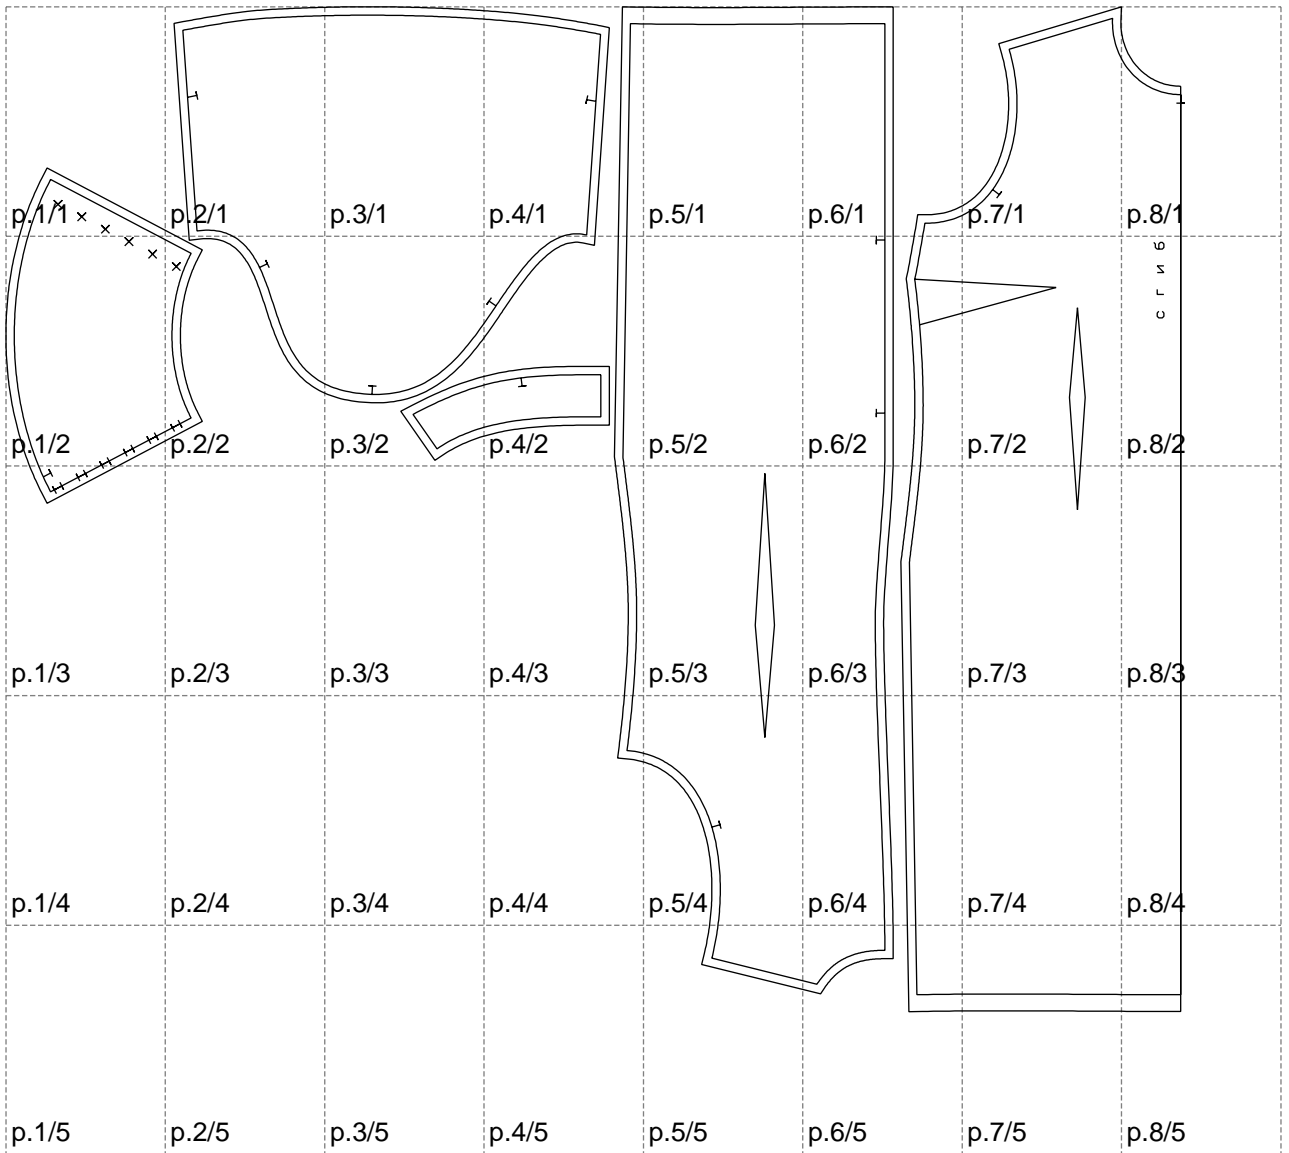 p.1/1 p.2/1 p.3/1 p.4/1 p.5/1 p.6/1 p.7/1 p.8/1
сгиб
p.1/2 p.2/2 p.3/2 p.4/2 p.5/2 p.6/2 p.7/2 p.8/2
p.1/3 p.2/3 p.3/3 p.4/3 p.5/3 p.6/3 p.7/3 p.8/3
p.1/4 p.2/4 p.3/4 p.4/4 p.5/4 p.6/4 p.7/4 p.8/4
p.1/5 p.2/5 p.3/5 p.4/5 p.5/5 p.6/5 p.7/5 p.8/5